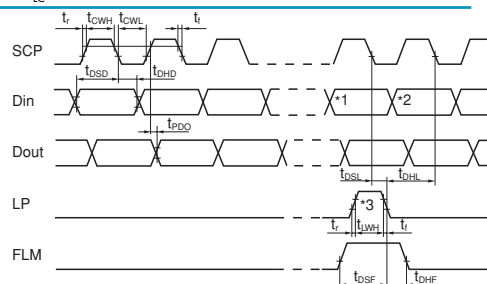 tr tCWH tCWL tf
SCP
tDSD tDHD
Din *1 *2
tPDO
Dout
tDSL tDHL
LP *3
tr tLWH tf
FLM
tDSF tDHF